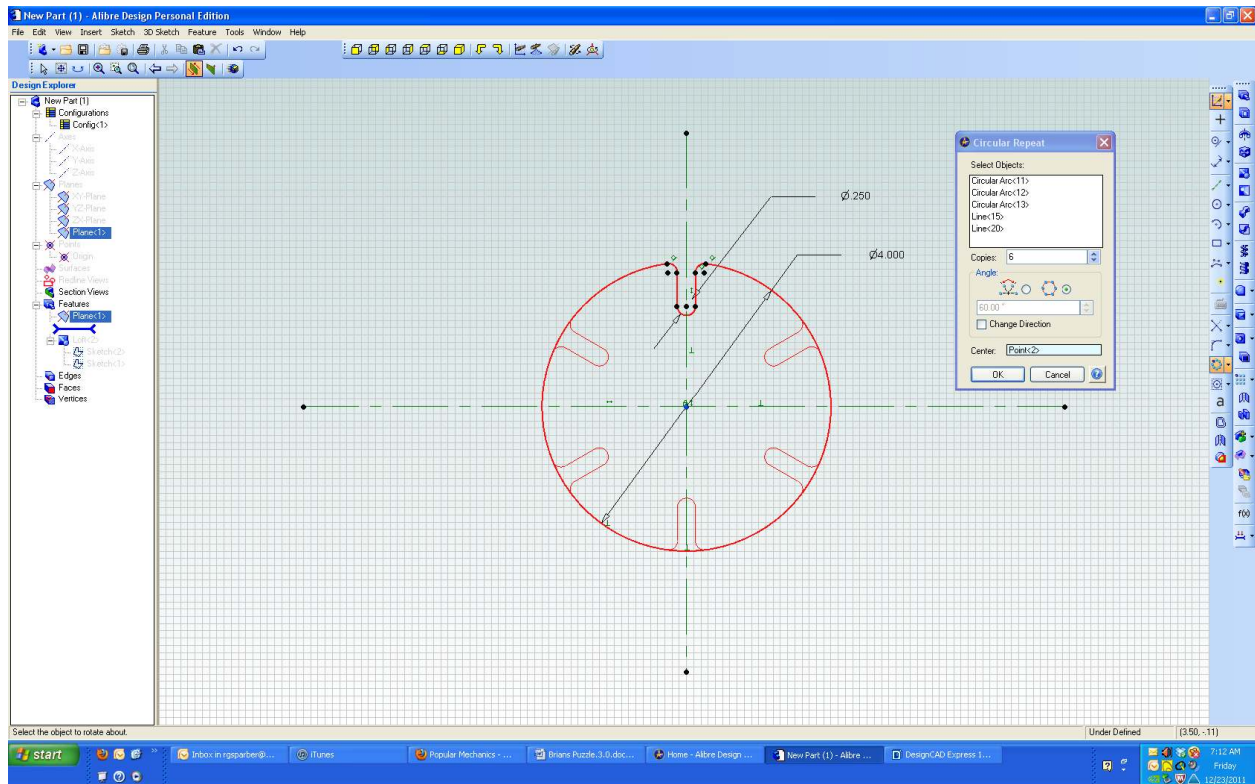 New Part (1) - Alibre Design Personal Edition
File Edit View Insert Sketch 3D Sketch Feature Tools Window Help
Design Explorer
New Part (1)
Configurations
Config<1>
Axes
X-Axis
Y-Axis
Z-Axis
Planes
XY-Plane
YZ-Plane
ZX-Plane
Plane<1>
Points
Origin
Surfaces
Redline Views
Section Views
Features
Plane<1>
Loft<2>
Sketch<2>
Sketch<1>
Edges
Faces
Vertices
Ø.250
Ø4.000
Circular Repeat
Select Objects:
Circular Arc<11>
Circular Arc<12>
Circular Arc<13>
Line<15>
Line<20>
Copies: 6
Angle:
60.00 °
Change Direction
Center: Point<2>
OK Cancel
a
f(x)
Select the object to rotate about.
Under Defined (3.50, -.11)
start
Inbox in rgsparber@...
iTunes
Popular Mechanics - ...
Brians Puzzle.3.0.doc...
Home - Alibre Design ...
New Part (1) - Alibre ...
DesignCAD Express 1...
7:12 AM
Friday
12/23/2011